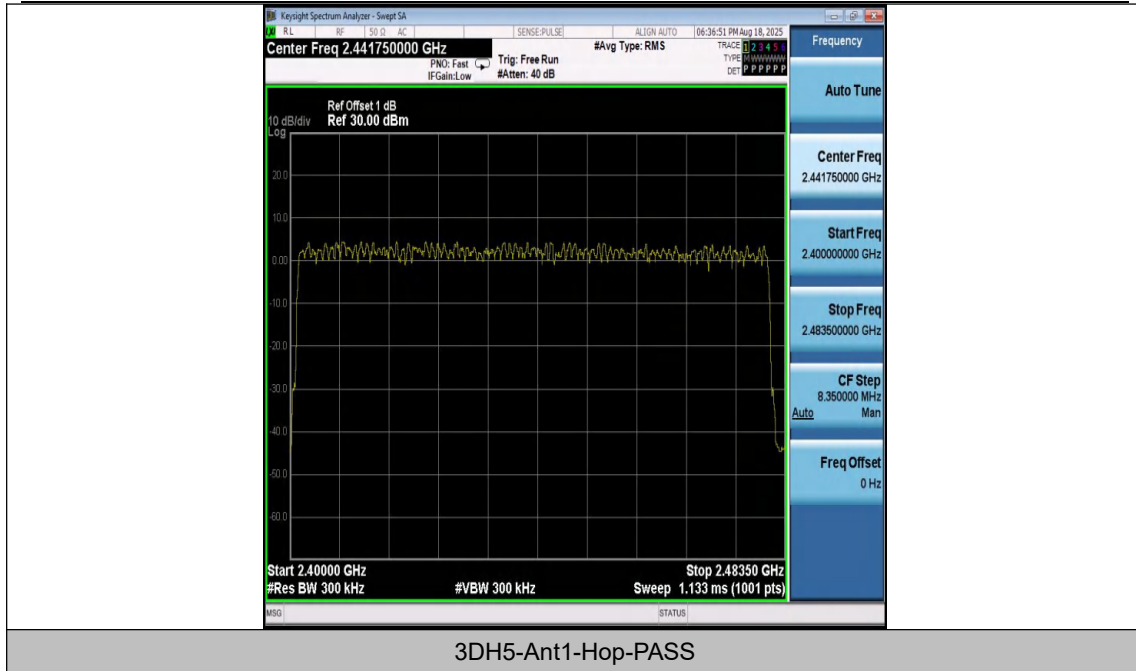 Keysight Spectrum Analyzer - Swept SA
RL RF 50 Ω AC SENSE:PULSE ALIGN AUTO 06:36:51 PM Aug 18, 2025
Center Freq 2.441750000 GHz
#Avg Type: RMS
TRACE 1 2 3 4 5 6
TYPE MWWWWW
DET P P P P P P
PNO: Fast
IFGain:Low
Trig: Free Run
#Atten: 40 dB
Ref Offset 1 dB
10 dB/div Ref 30.00 dBm
Log
20.0
10.0
0.00
-10.0
-20.0
-30.0
-40.0
-50.0
-60.0
Start 2.40000 GHz Stop 2.48350 GHz
#Res BW 300 kHz #VBW 300 kHz Sweep 1.133 ms (1001 pts)
MSG STATUS
Frequency
Auto Tune
Center Freq
2.441750000 GHz
Start Freq
2.400000000 GHz
Stop Freq
2.483500000 GHz
CF Step
8.350000 MHz
Auto Man
Freq Offset
0 Hz
3DH5-Ant1-Hop-PASS